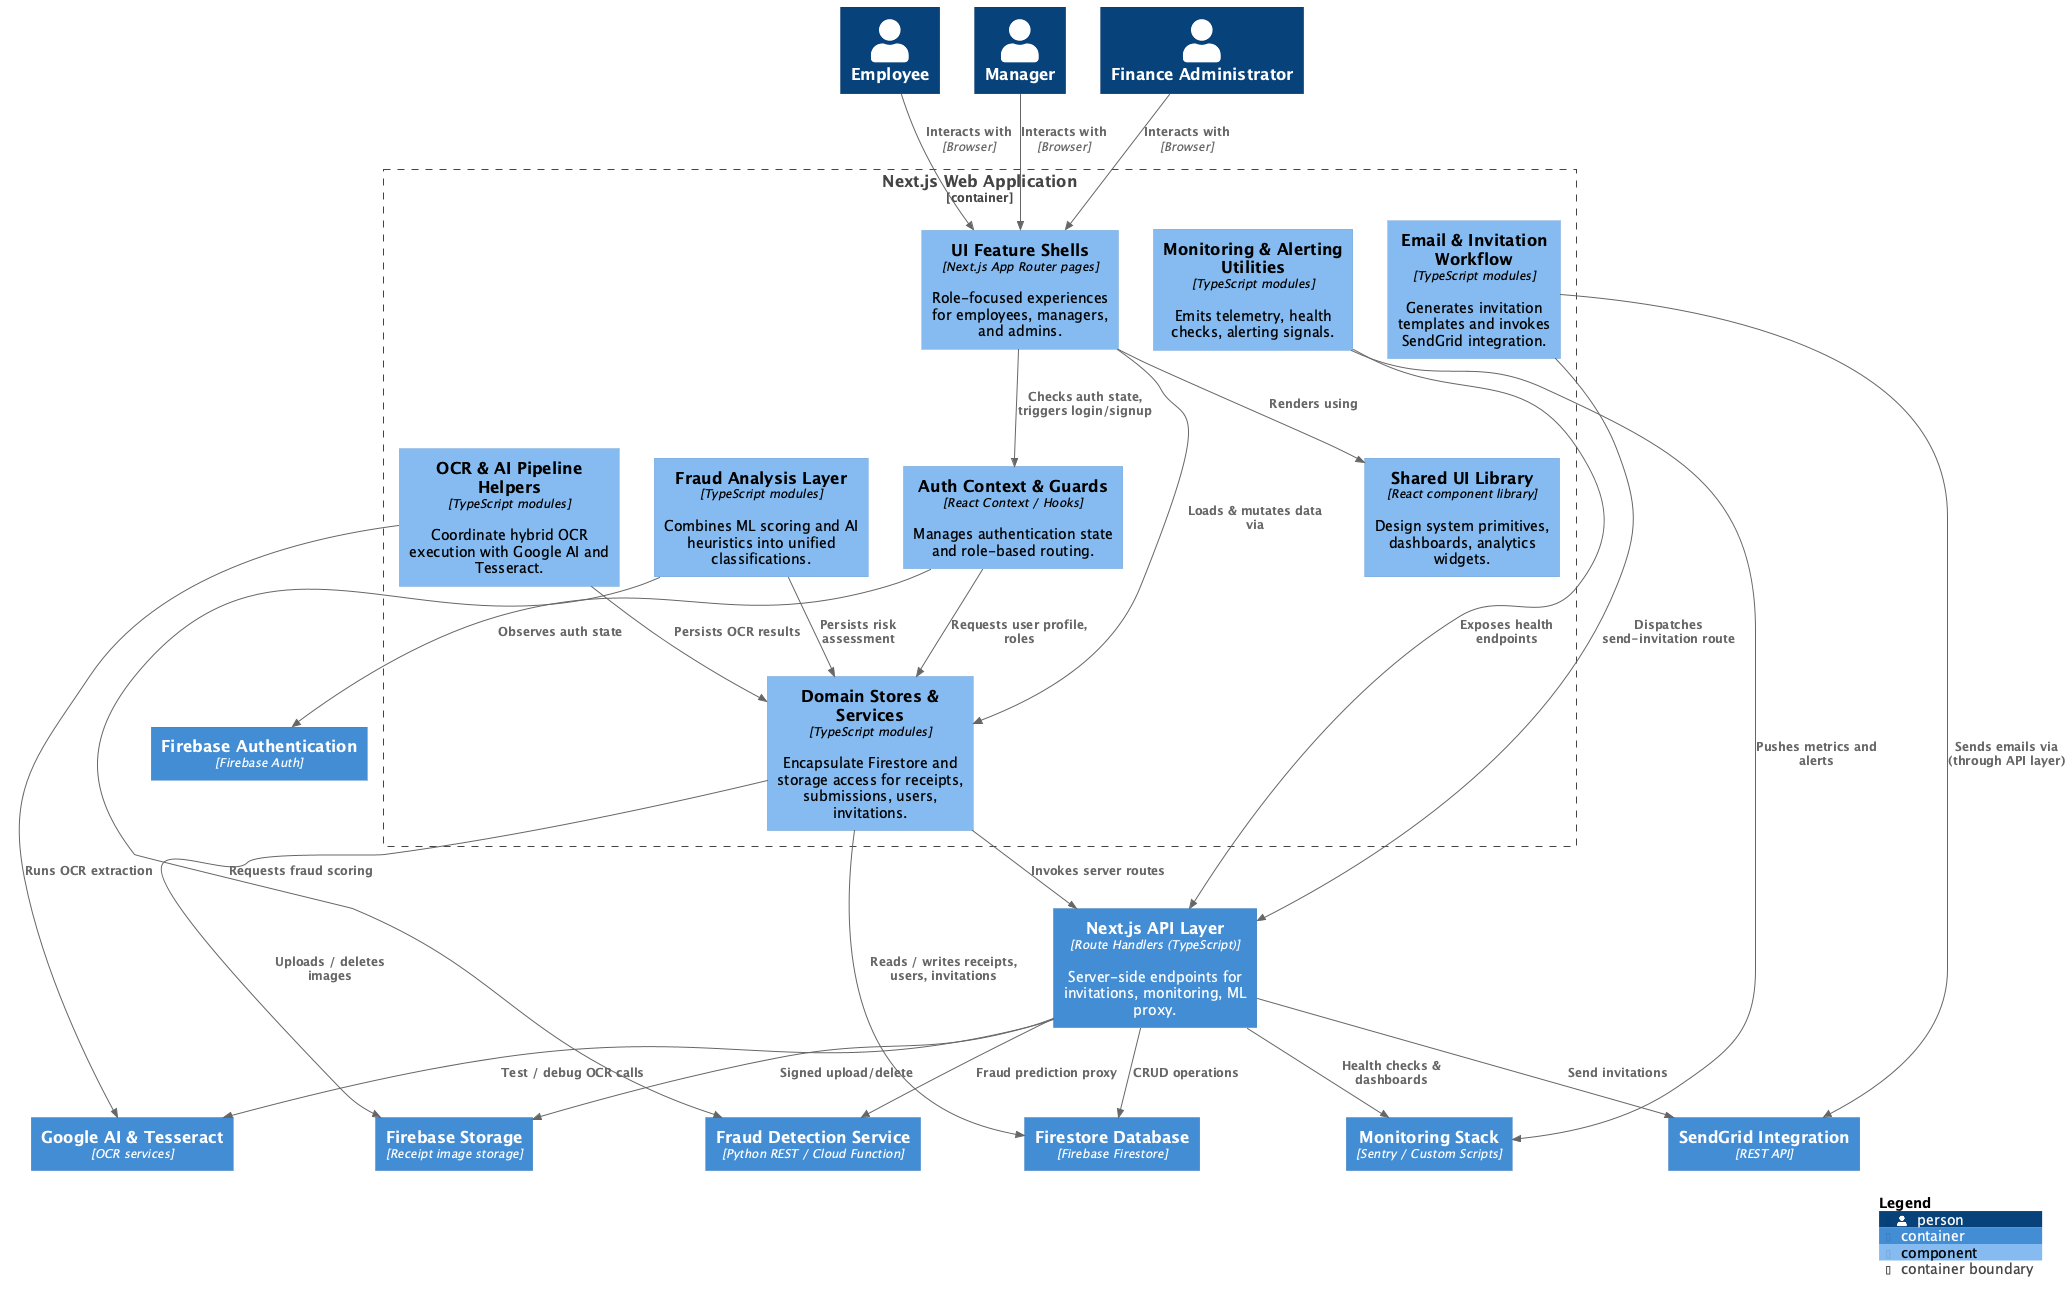 Employee
Manager
Finance Administrator
Interacts with
[Browser]
Interacts with
[Browser]
Interacts with
[Browser]
Next.js Web Application
[container]
UI Feature Shells
[Next.js App Router pages]
Role-focused experiences
for employees, managers,
and admins.
Monitoring & Alerting
Utilities
[TypeScript modules]
Emits telemetry, health
checks, alerting signals.
Email & Invitation
Workflow
[TypeScript modules]
Generates invitation
templates and invokes
SendGrid integration.
Checks auth state,
triggers login/signup
Renders using
OCR & AI Pipeline
Helpers
[TypeScript modules]
Coordinate hybrid OCR
execution with Google AI and
Tesseract.
Fraud Analysis Layer
[TypeScript modules]
Combines ML scoring and AI
heuristics into unified
classifications.
Auth Context & Guards
[React Context / Hooks]
Manages authentication state
and role-based routing.
Loads & mutates data
via
Shared UI Library
[React component library]
Design system primitives,
dashboards, analytics
widgets.
Observes auth state
Persists OCR results
Persists risk
assessment
Requests user profile,
roles
Exposes health
endpoints
Dispatches
send-invitation route
Firebase Authentication
[Firebase Auth]
Domain Stores &
Services
[TypeScript modules]
Encapsulate Firestore and
storage access for receipts,
submissions, users,
invitations.
Pushes metrics and
alerts
Sends emails via
(through API layer)
Runs OCR extraction
Requests fraud scoring
Invokes server routes
Uploads / deletes
images
Reads / writes receipts,
users, invitations
Next.js API Layer
[Route Handlers (TypeScript)]
Server-side endpoints for
invitations, monitoring, ML
proxy.
Test / debug OCR calls
Signed upload/delete
Fraud prediction proxy
CRUD operations
Health checks &
dashboards
Send invitations
Google AI & Tesseract
[OCR services]
Firebase Storage
[Receipt image storage]
Fraud Detection Service
[Python REST / Cloud Function]
Firestore Database
[Firebase Firestore]
Monitoring Stack
[Sentry / Custom Scripts]
SendGrid Integration
[REST API]
Legend
person
container
component
container boundary